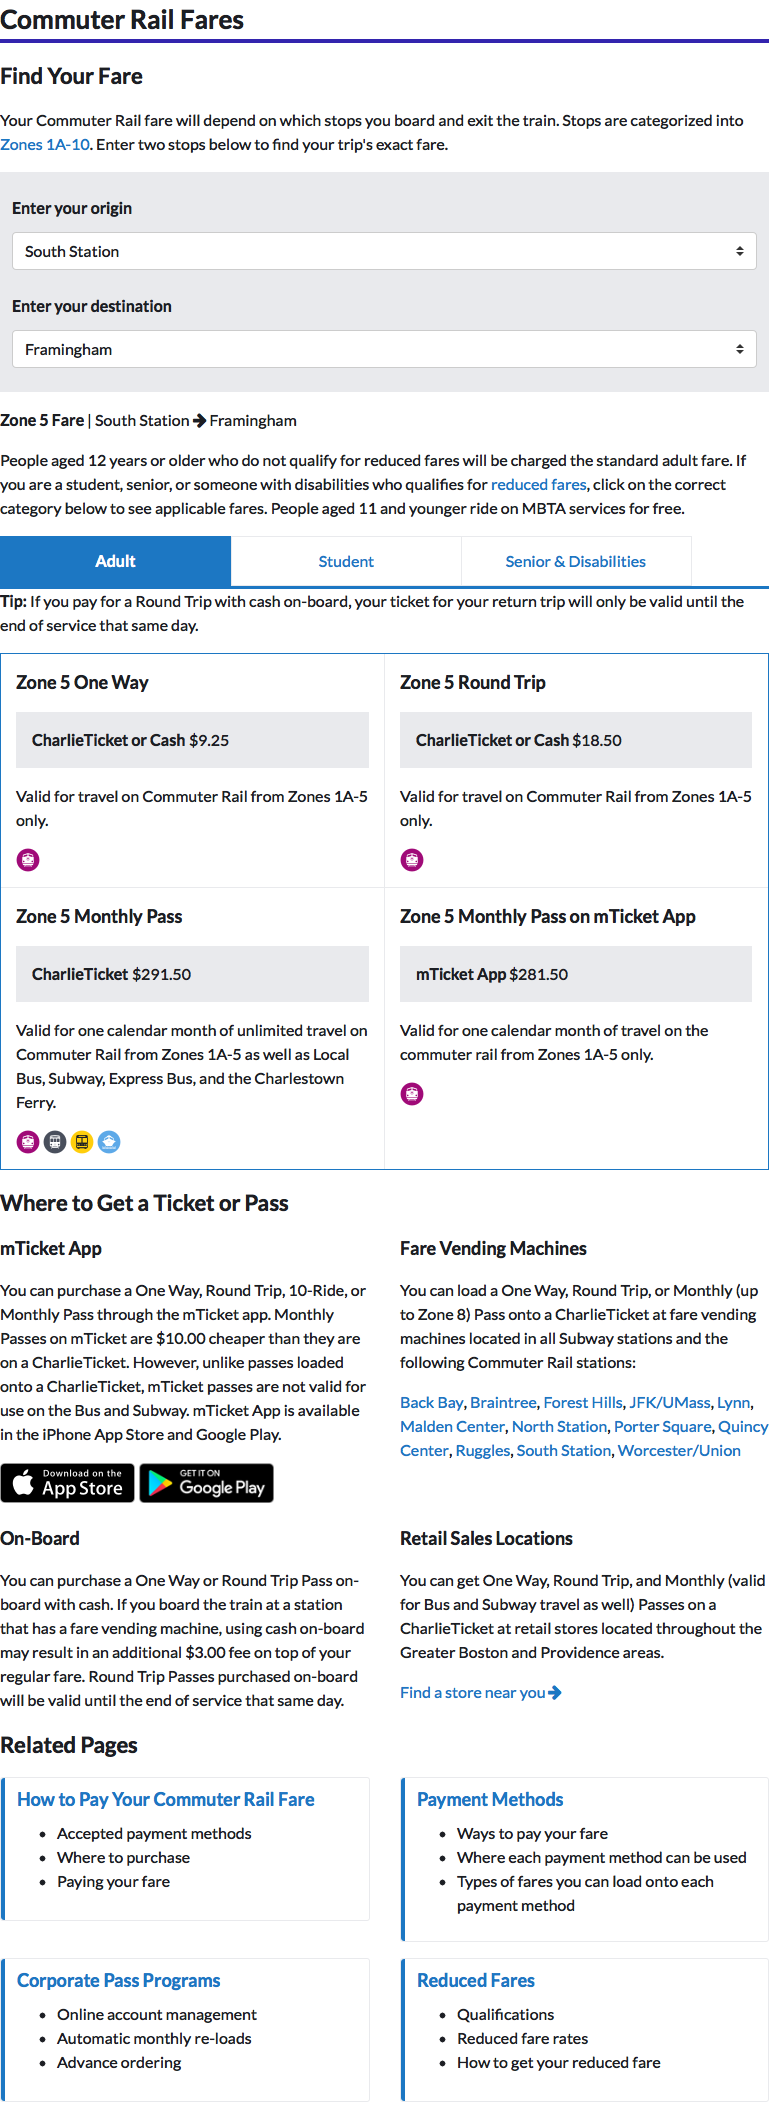 Commuter Rail Fares
Find Your Fare
Your Commuter Rail fare will depend on which stops you board and exit the train. Stops are categorized into
Zones 1A-10. Enter two stops below to find your trip's exact fare.
Enter your origin
South Station
Enter your destination
Framingham
Zone 5 Fare | South Station → Framingham
People aged 12 years or older who do not qualify for reduced fares will be charged the standard adult fare. If
you are a student, senior, or someone with disabilities who qualifies for reduced fares, click on the correct
category below to see applicable fares. People aged 11 and younger ride on MBTA services for free.
Adult
Student
Senior & Disabilities
Tip: If you pay for a Round Trip with cash on-board, your ticket for your return trip will only be valid until the
end of service that same day.
Zone 5 One Way
CharlieTicket or Cash $9.25
Valid for travel on Commuter Rail from Zones 1A-5
only.
Zone 5 Round Trip
CharlieTicket or Cash $18.50
Valid for travel on Commuter Rail from Zones 1A-5
only.
Zone 5 Monthly Pass
CharlieTicket $291.50
Valid for one calendar month of unlimited travel on
Commuter Rail from Zones 1A-5 as well as Local
Bus, Subway, Express Bus, and the Charlestown
Ferry.
Zone 5 Monthly Pass on mTicket App
mTicket App $281.50
Valid for one calendar month of travel on the
commuter rail from Zones 1A-5 only.
Where to Get a Ticket or Pass
mTicket App
You can purchase a One Way, Round Trip, 10-Ride, or
Monthly Pass through the mTicket app. Monthly
Passes on mTicket are $10.00 cheaper than they are
on a CharlieTicket. However, unlike passes loaded
onto a CharlieTicket, mTicket passes are not valid for
use on the Bus and Subway. mTicket App is available
in the iPhone App Store and Google Play.
Download on the
App Store
GET IT ON
Google Play
Fare Vending Machines
You can load a One Way, Round Trip, or Monthly (up
to Zone 8) Pass onto a CharlieTicket at fare vending
machines located in all Subway stations and the
following Commuter Rail stations:
Back Bay, Braintree, Forest Hills, JFK/UMass, Lynn,
Malden Center, North Station, Porter Square, Quincy
Center, Ruggles, South Station, Worcester/Union
On-Board
You can purchase a One Way or Round Trip Pass on-
board with cash. If you board the train at a station
that has a fare vending machine, using cash on-board
may result in an additional $3.00 fee on top of your
regular fare. Round Trip Passes purchased on-board
will be valid until the end of service that same day.
Retail Sales Locations
You can get One Way, Round Trip, and Monthly (valid
for Bus and Subway travel as well) Passes on a
CharlieTicket at retail stores located throughout the
Greater Boston and Providence areas.
Find a store near you →
Related Pages
How to Pay Your Commuter Rail Fare
• Accepted payment methods
• Where to purchase
• Paying your fare
Payment Methods
• Ways to pay your fare
• Where each payment method can be used
• Types of fares you can load onto each
payment method
Corporate Pass Programs
• Online account management
• Automatic monthly re-loads
• Advance ordering
Reduced Fares
• Qualifications
• Reduced fare rates
• How to get your reduced fare